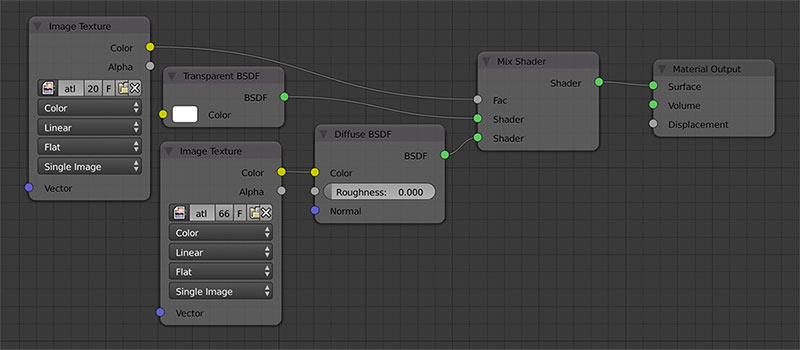 Image Texture
Color
Alpha
atl 20 F
Color
Linear
Flat
Single Image
Vector
Transparent BSDF
BSDF
Color
Image Texture
Color
Alpha
atl 66 F
Color
Linear
Flat
Single Image
Vector
Diffuse BSDF
BSDF
Color
Roughness: 0.000
Normal
Mix Shader
Shader
Fac
Shader
Shader
Material Output
Surface
Volume
Displacement